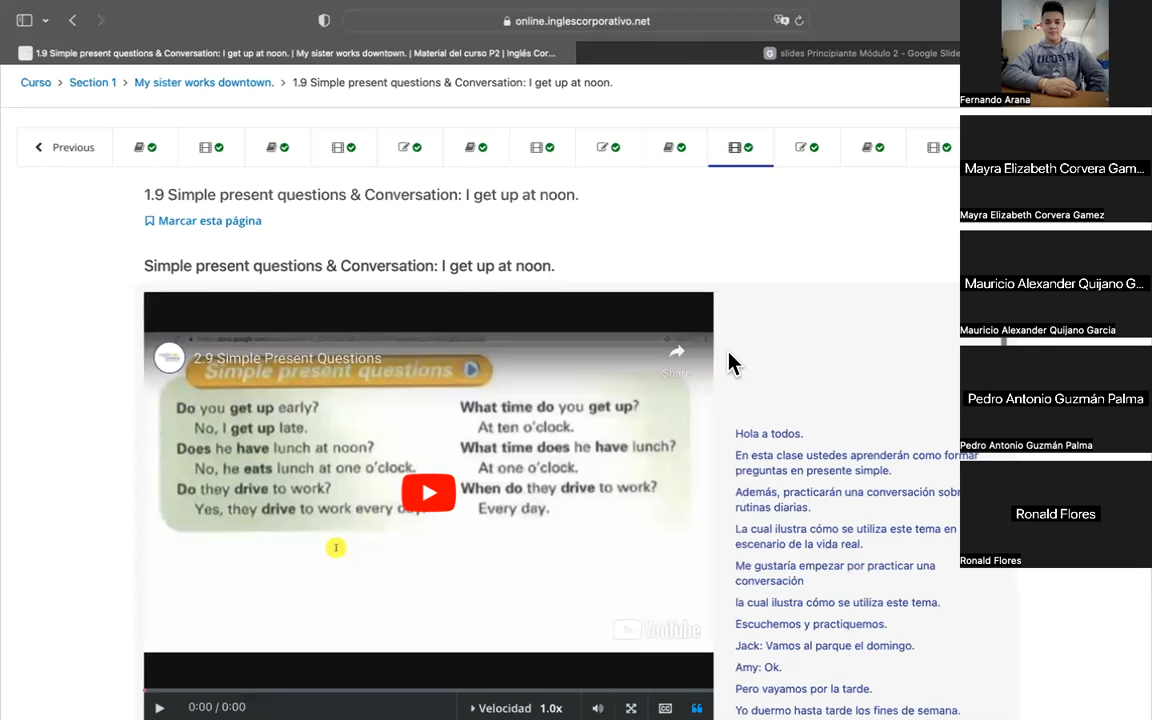 online.inglescorporativo.net
1.9 Simple present questions & Conversation: I get up at noon. | My sister works downtown. | Material del curso P2 | Inglés Cor...
slides Principiante Módulo 2 - Google Slide
Curso > Section 1 > My sister works downtown. > 1.9 Simple present questions & Conversation: I get up at noon.
Previous
1.9 Simple present questions & Conversation: I get up at noon.
Marcar esta página
Simple present questions & Conversation: I get up at noon.
2.9 Simple Present Questions
Share
Simple present questions
Do you get up early?
No, I get up late.
Does he have lunch at noon?
No, he eats lunch at one o'clock.
Do they drive to work?
Yes, they drive to work every
What time do you get up?
At ten o'clock.
What time does he have lunch?
At one o'clock.
When do they drive to work?
Every day.
YouTube
0:00 / 0:00
Velocidad 1.0x
Hola a todos.
En esta clase ustedes aprenderán como formar
preguntas en presente simple.
Además, practicarán una conversación sob
rutinas diarias.
La cual ilustra cómo se utiliza este tema en
escenario de la vida real.
Me gustaría empezar por practicar una
conversación
la cual ilustra cómo se utiliza este tema.
Escuchemos y practiquemos.
Jack: Vamos al parque el domingo.
Amy: Ok.
Pero vayamos por la tarde.
Yo duermo hasta tarde los fines de semana.
UCONN
Fernando Arana
Mayra Elizabeth Corvera Gam...
Mayra Elizabeth Corvera Gamez
Mauricio Alexander Quijano G...
Mauricio Alexander Quijano Garcia
Pedro Antonio Guzmán Palma
Pedro Antonio Guzmán Palma
Ronald Flores
Ronald Flores